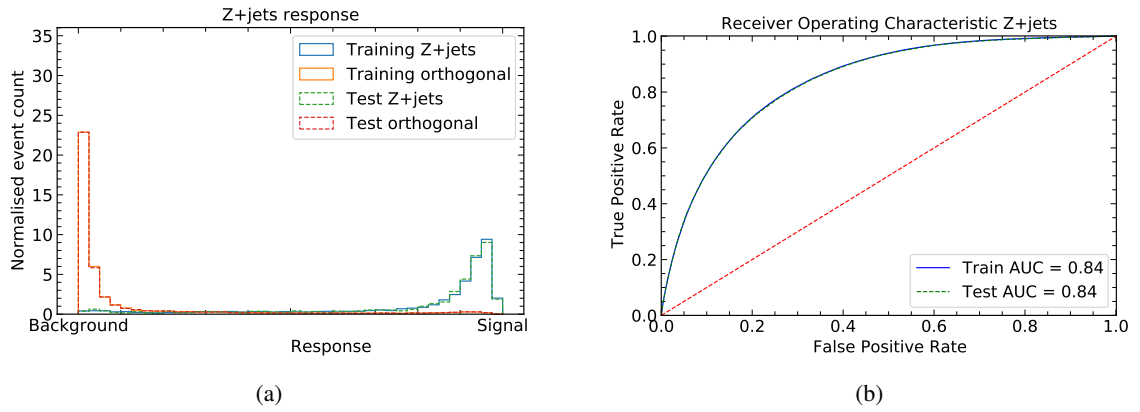 Z+jets response
Normalised event count
35
30
25
20
15
10
5
0
Training Z+jets
Training orthogonal
Test Z+jets
Test orthogonal
Background
Signal
Response
(a)
Receiver Operating Characteristic Z+jets
True Positive Rate
1.0
0.8
0.6
0.4
0.2
0.0
Train AUC = 0.84
Test AUC = 0.84
0.0 0.2 0.4 0.6 0.8 1.0
False Positive Rate
(b)